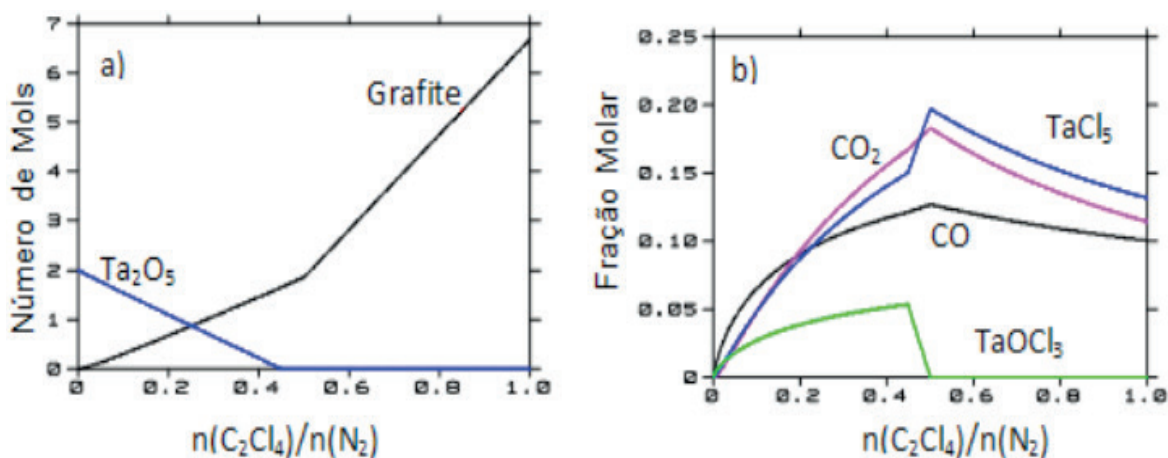 a)
Número de Mols
7
6
5
4
3
2
1
0
Grafite
Ta₂O₅
0 0.2 0.4 0.6 0.8 1.0
n(C₂Cl₄)/n(N₂)
b)
Fração Molar
0.25
0.20
0.15
0.10
0.05
0
CO₂
TaCl₅
CO
TaOCl₃
0 0.2 0.4 0.6 0.8 1.0
n(C₂Cl₄)/n(N₂)